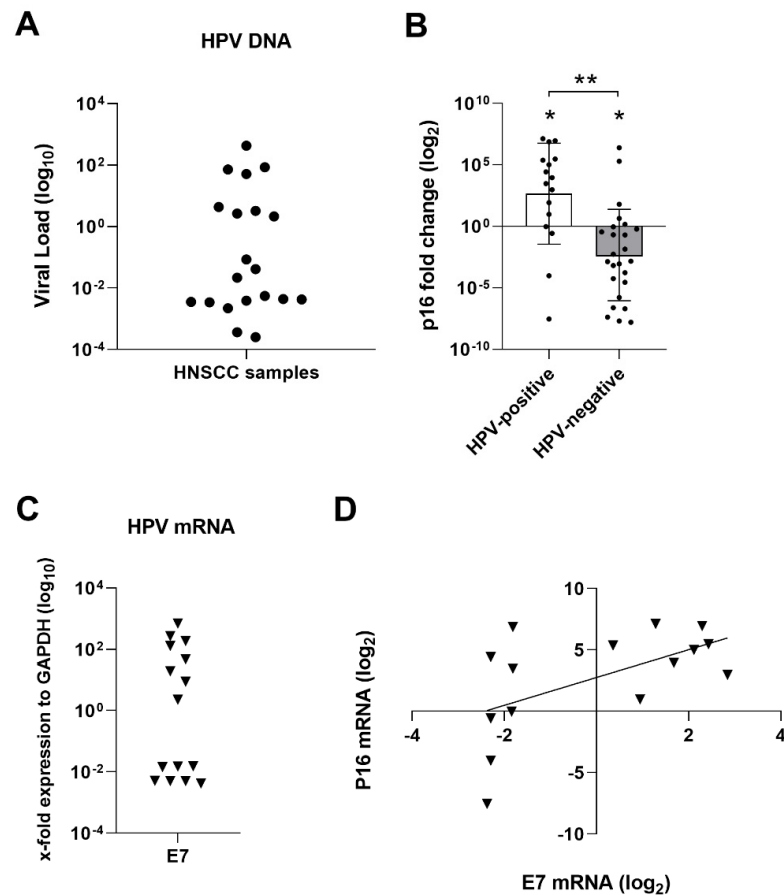 A
HPV DNA
Viral Load (log10)
10^4
10^2
10^0
10^-2
10^-4
HNSCC samples
B
p16 fold change (log2)
**
* *
10^10
10^5
10^0
10^-5
10^-10
HPV-positive
HPV-negative
C
HPV mRNA
x-fold expression to GAPDH (log10)
10^4
10^2
10^0
10^-2
10^-4
E7
D
P16 mRNA (log2)
10
5
-4 -2 2 4
-5
-10
E7 mRNA (log2)